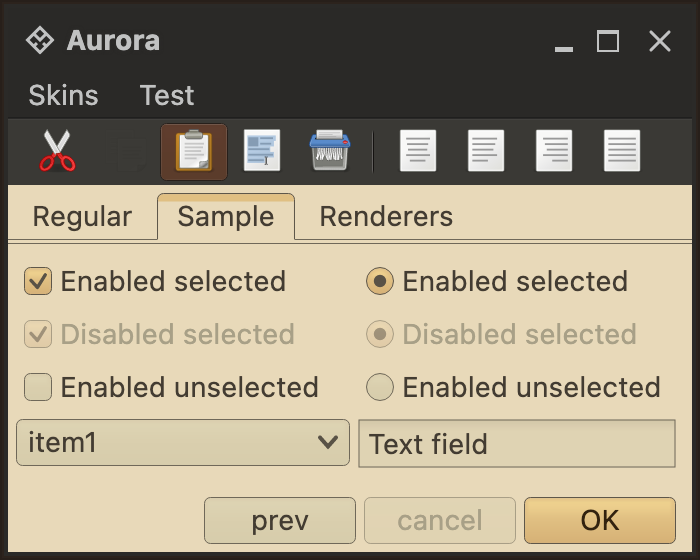 Aurora
Skins Test
Regular Sample Renderers
Enabled selected Enabled selected
Disabled selected Disabled selected
Enabled unselected Enabled unselected
item1 Text field
prev cancel OK